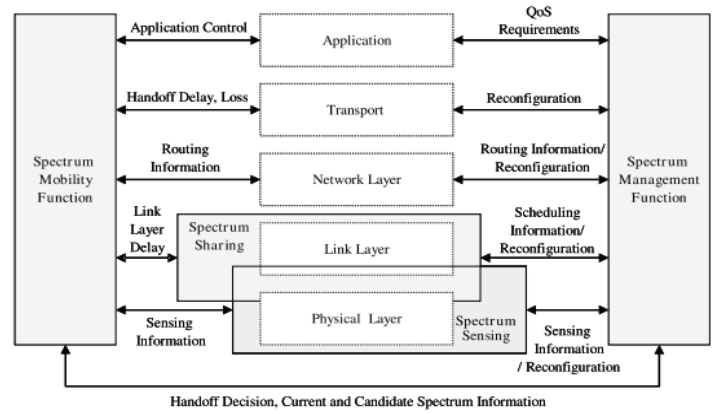 Application Control
Application
QoS
Requirements
Handoff Delay, Loss
Transport
Reconfiguration
Spectrum
Mobility
Function
Routing
Information
Network Layer
Routing Information/
Reconfiguration
Spectrum
Management
Function
Link
Layer
Delay
Spectrum
Sharing
Link Layer
Scheduling
Information/
Reconfiguration
Sensing
Information
Physical Layer
Spectrum
Sensing
Sensing
Information
/ Reconfiguration
Handoff Decision, Current and Candidate Spectrum Information